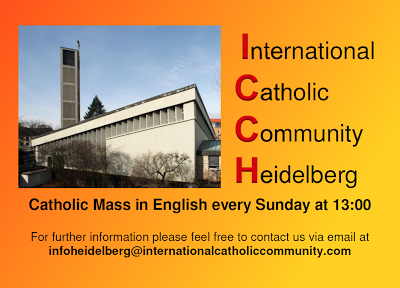 International
Catholic
Community
Heidelberg
Catholic Mass in English every Sunday at 13:00
For further information please feel free to contact us via email at
infoheidelberg@internationalcatholiccommunity.com